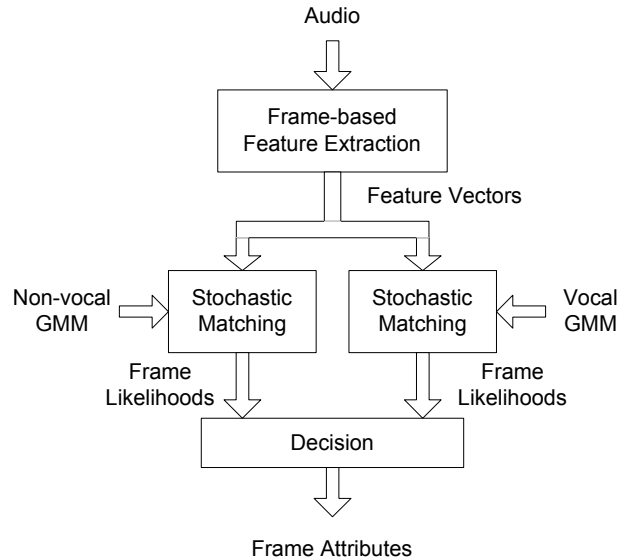 Audio
Frame-based
Feature Extraction
Feature Vectors
Non-vocal
GMM
Stochastic
Matching
Stochastic
Matching
Vocal
GMM
Frame
Likelihoods
Frame
Likelihoods
Decision
Frame Attributes